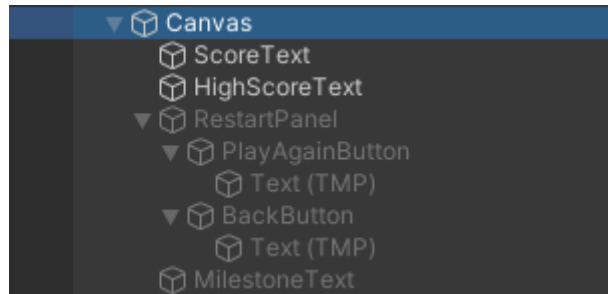 Canvas
ScoreText
HighScoreText
RestartPanel
PlayAgainButton
Text (TMP)
BackButton
Text (TMP)
MilestoneText